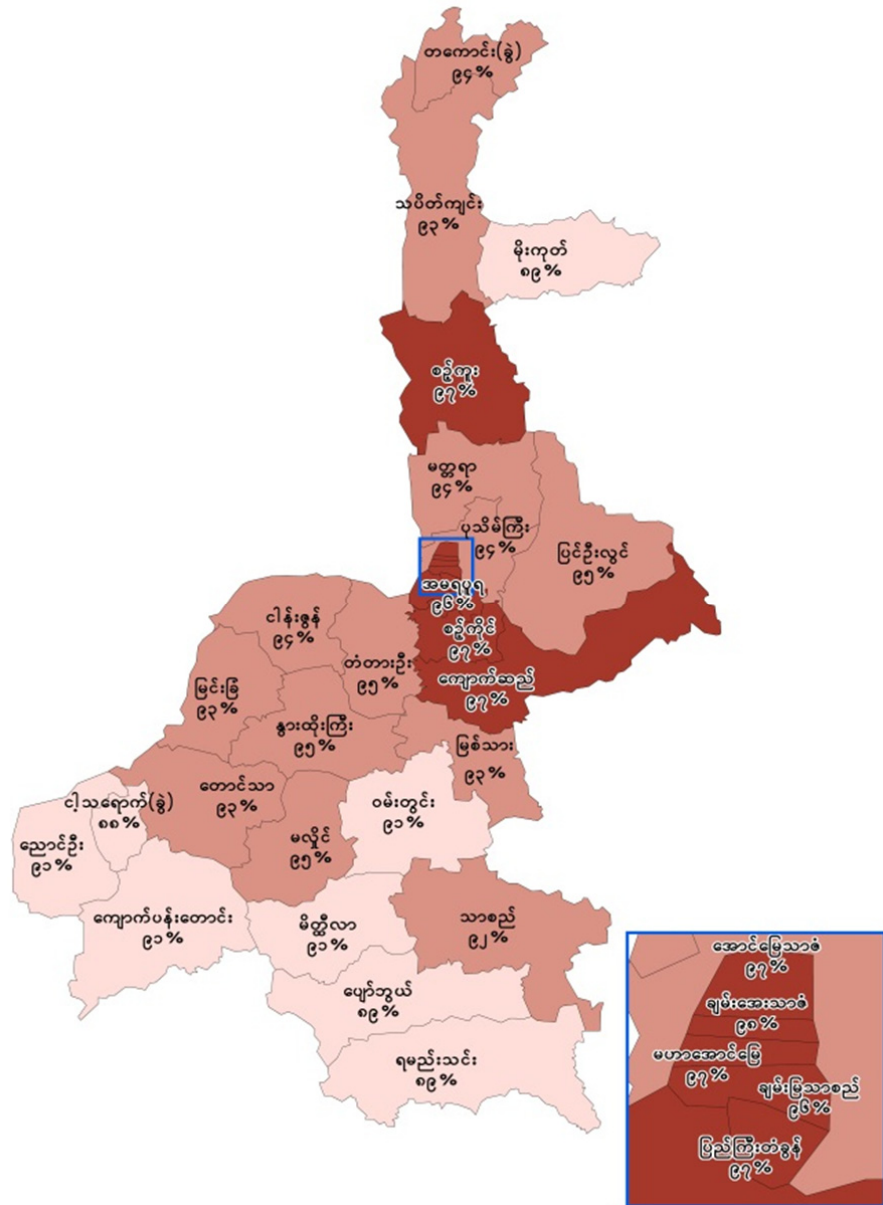 တကောင်း(ခွဲ)
၉၄%
သပိတ်ကျင်း
၉၃%
မိုးကုတ်
၈၉%
စဉ့်ကူး
၉၇%
မတ္တရာ
၉၄%
ပုသိမ်ကြီး
၉၄%
ပြင်ဦးလွင်
၉၅%
အမရပူရ
၉၆%
စဉ့်ကိုင်
၉၇%
ကျောက်ဆည်
၉၇%
ငါန်းဇွန်
၉၄%
တံတားဦး
၉၅%
မြင်းခြံ
၉၃%
နွားထိုးကြီး
၉၅%
မြစ်သား
၉၃%
တောင်သာ
၉၃%
ငါ့သရောက်(ခွဲ)
၈၈%
ဝမ်းတွင်း
၉၁%
မလှိုင်
၉၅%
ညောင်ဦး
၉၁%
ကျောက်ပန်းတောင်း
၉၁%
မိတ္ထီလာ
၉၁%
သာစည်
၉၂%
ပျော်ဘွယ်
၈၉%
ရမည်းသင်း
၈၉%
အောင်မြေသာဇံ
၉၇%
ချမ်းအေးသာဇံ
၉၈%
မဟာအောင်မြေ
၉၇%
ချမ်းမြသာစည်
၉၆%
ပြည်ကြီးတံခွန်
၉၇%